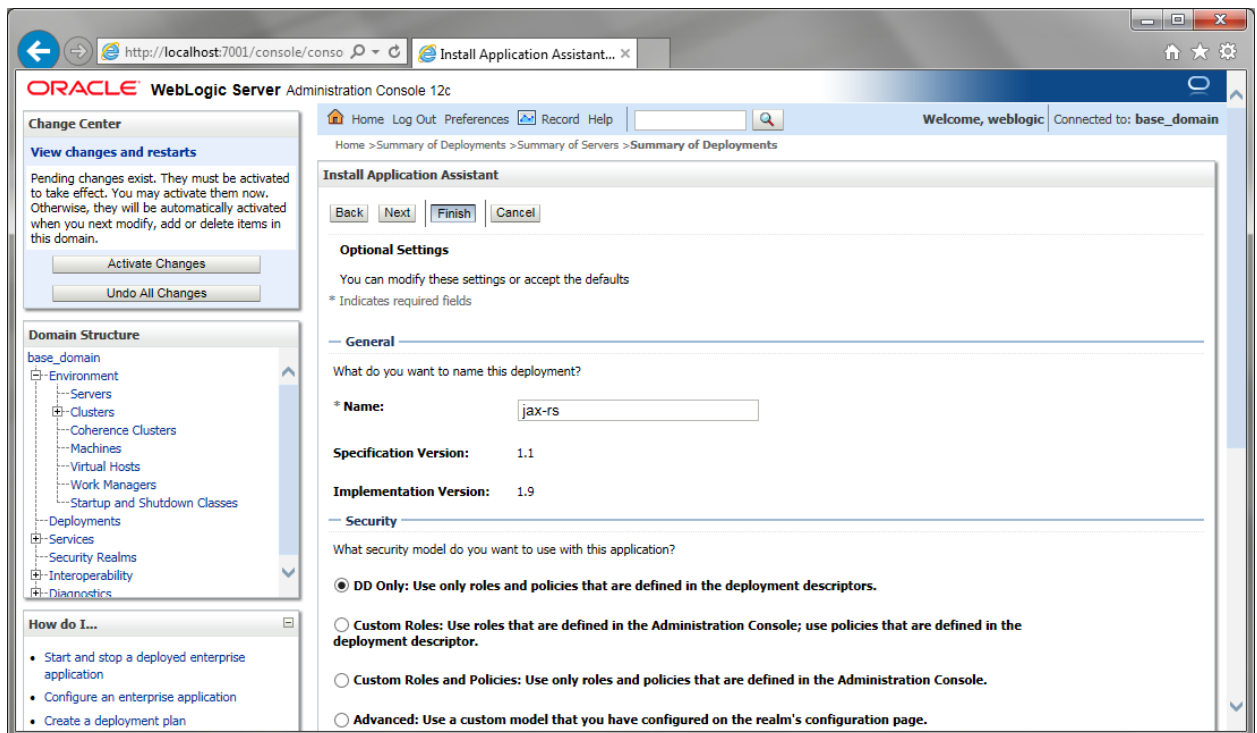 http://localhost:7001/console/conso
Install Application Assistant...
ORACLE WebLogic Server Administration Console 12c
Change Center
View changes and restarts
Pending changes exist. They must be activated
to take effect. You may activate them now.
Otherwise, they will be automatically activated
when you next modify, add or delete items in
this domain.
Activate Changes
Undo All Changes
Domain Structure
base_domain
Environment
Servers
Clusters
Coherence Clusters
Machines
Virtual Hosts
Work Managers
Startup and Shutdown Classes
Deployments
Services
Security Realms
Interoperability
Diagnostics
How do I...
• Start and stop a deployed enterprise
application
• Configure an enterprise application
• Create a deployment plan
Home Log Out Preferences Record Help
Welcome, weblogic Connected to: base_domain
Home >Summary of Deployments >Summary of Servers >Summary of Deployments
Install Application Assistant
Back Next Finish Cancel
Optional Settings
You can modify these settings or accept the defaults
* Indicates required fields
General
What do you want to name this deployment?
* Name: jax-rs
Specification Version: 1.1
Implementation Version: 1.9
Security
What security model do you want to use with this application?
DD Only: Use only roles and policies that are defined in the deployment descriptors.
Custom Roles: Use roles that are defined in the Administration Console; use policies that are defined in the
deployment descriptor.
Custom Roles and Policies: Use only roles and policies that are defined in the Administration Console.
Advanced: Use a custom model that you have configured on the realm's configuration page.